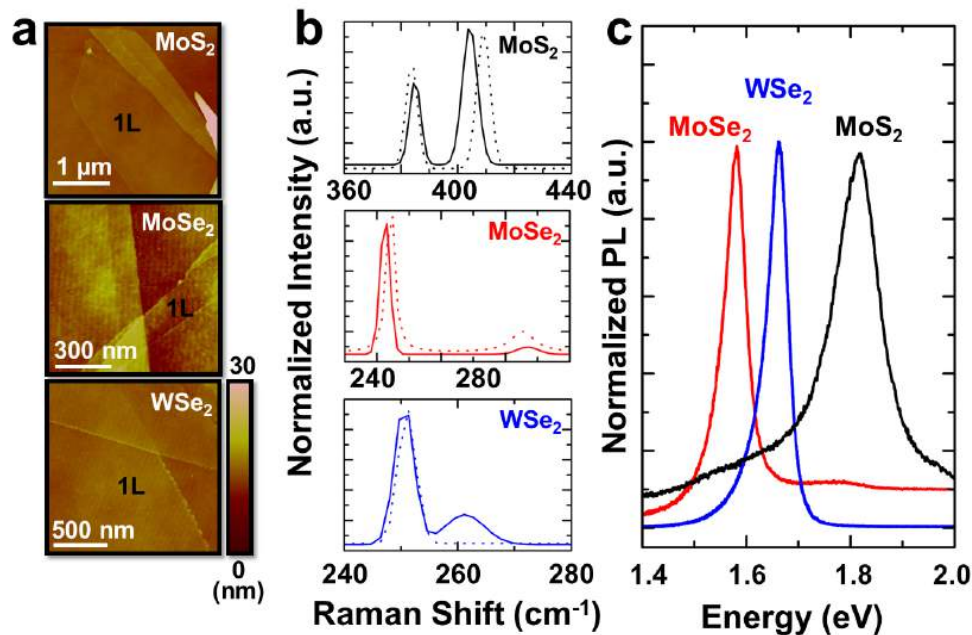 a
MoS₂
1L
1 μm
MoSe₂
1L
300 nm
WSe₂
1L
500 nm
30
0
(nm)
b
Normalized Intensity (a.u.)
MoS₂
360 400 440
MoSe₂
240 280
WSe₂
240 260 280
Raman Shift (cm⁻¹)
c
Normalized PL (a.u.)
WSe₂
MoSe₂
MoS₂
1.4 1.6 1.8 2.0
Energy (eV)